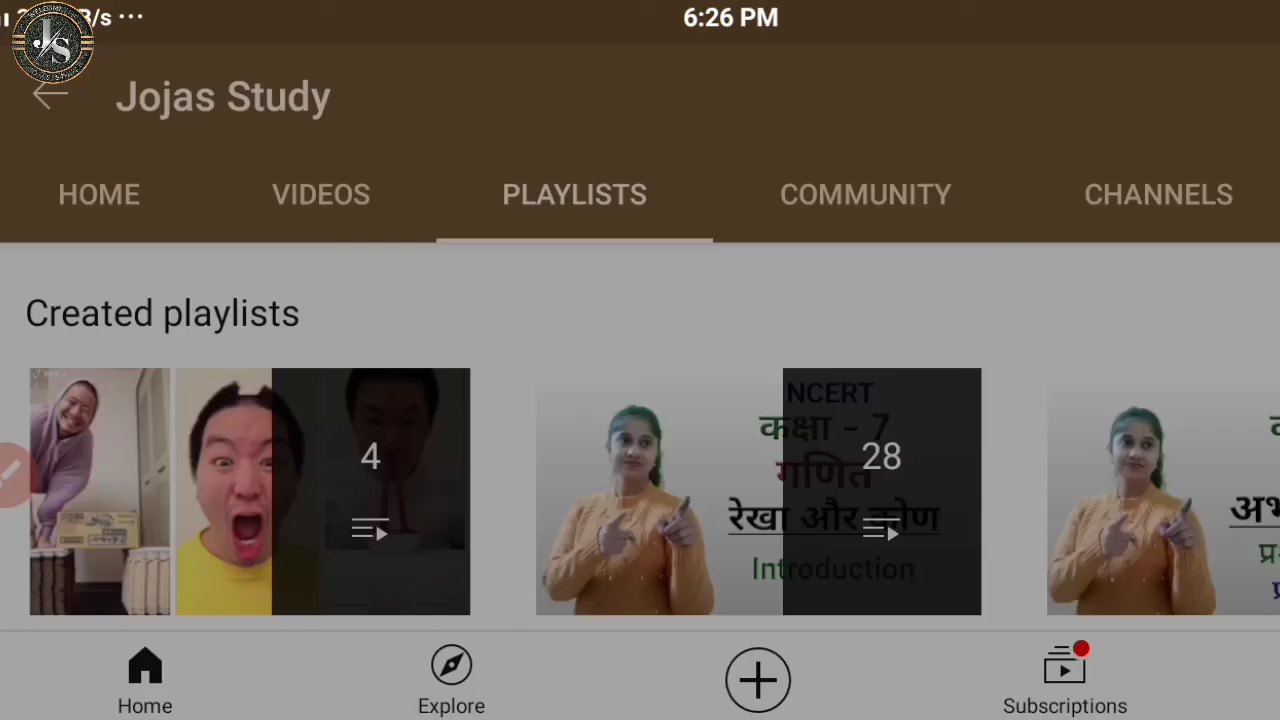 6:26 PM
Jojas Study
HOME VIDEOS PLAYLISTS COMMUNITY CHANNELS
Created playlists
4
NCERT
कक्षा - 7
28
गणित
रेखा और कोण
Introduction
Home Explore Subscriptions